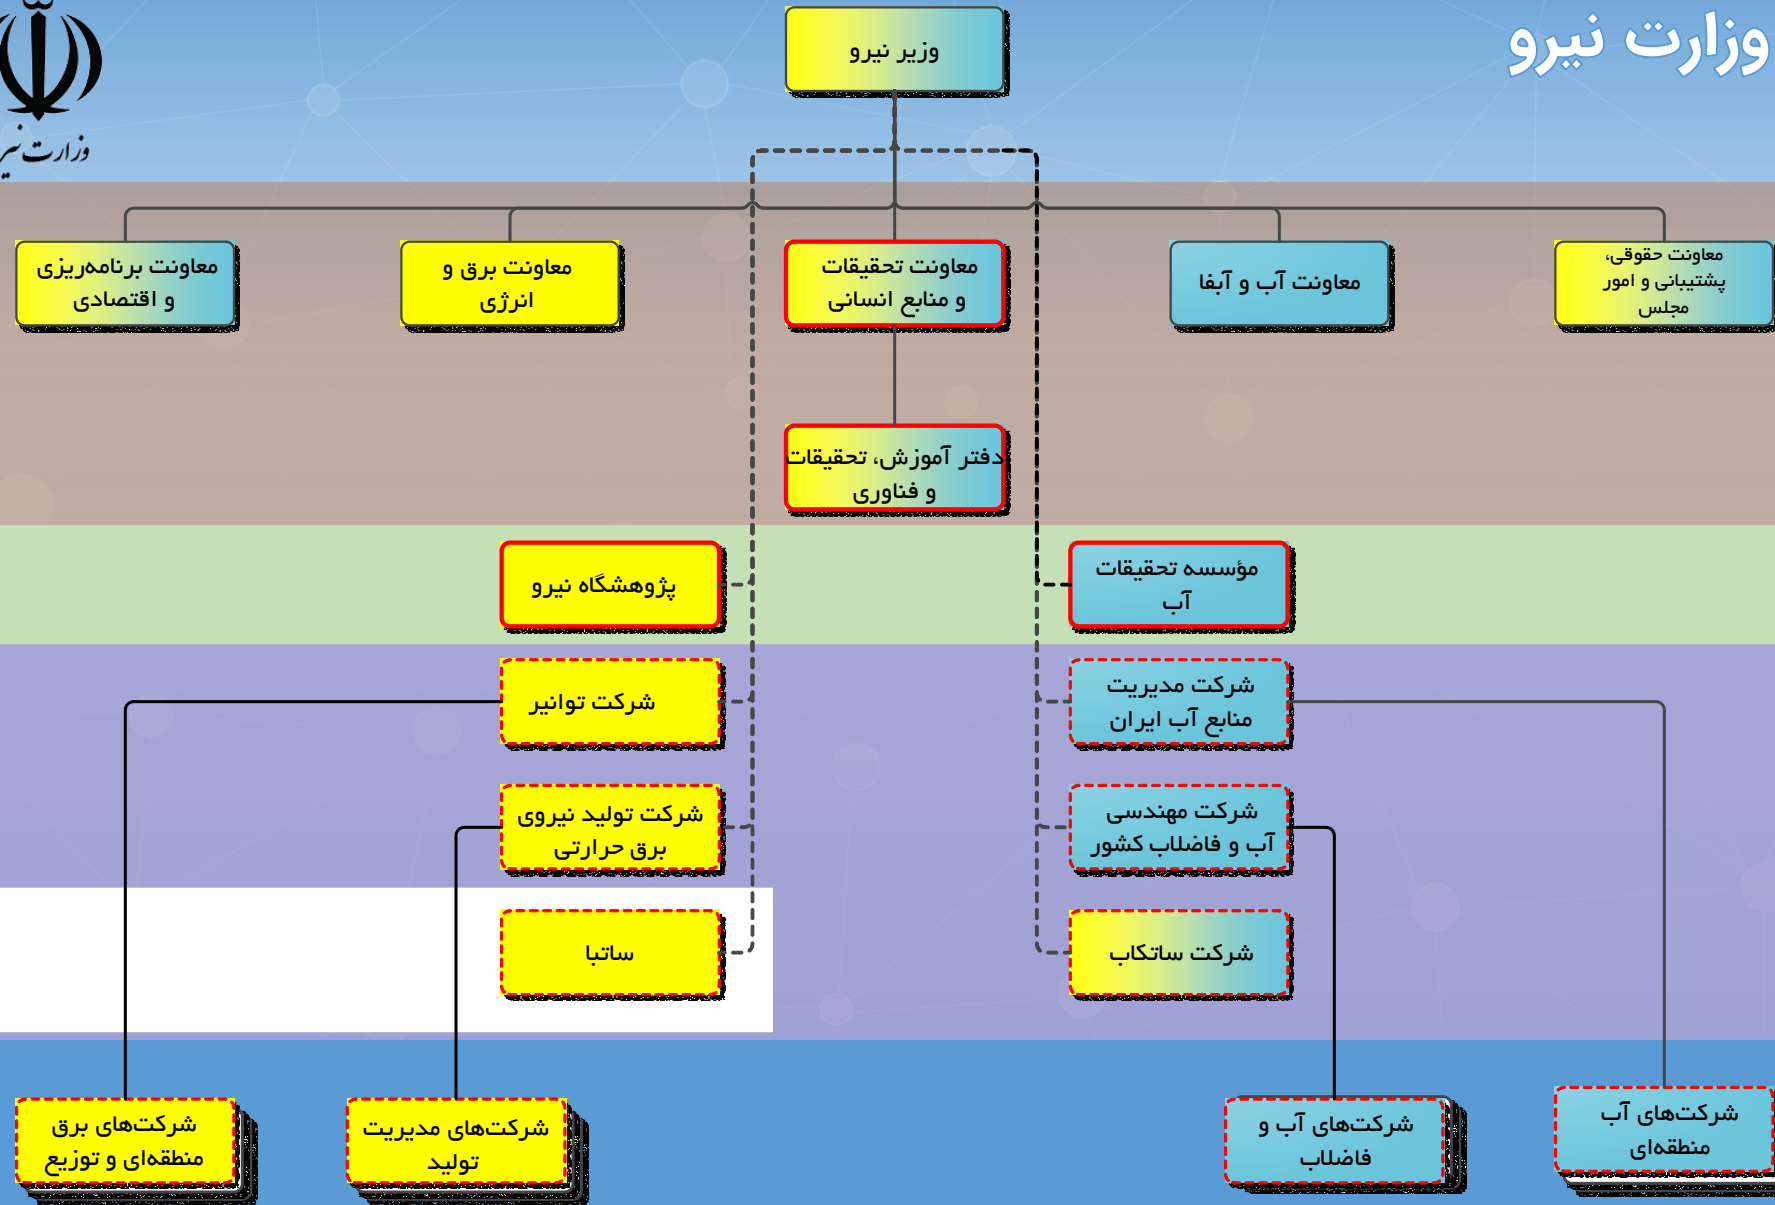 وزارت نیرو
وزارت نیرو
وزیر نیرو
معاونت حقوقی،
پشتیبانی و امور
مجلس
معاونت آب و آبفا
معاونت تحقیقات
و منابع انسانی
معاونت برق و
انرژی
معاونت برنامه‌ریزی
و اقتصادی
دفتر آموزش، تحقیقات
و فناوری
مؤسسه تحقیقات
آب
پژوهشگاه نیرو
شرکت مدیریت
منابع آب ایران
شرکت توانیر
شرکت مهندسی
آب و فاضلاب کشور
شرکت تولید نیروی
برق حرارتی
شرکت ساتکاب
ساتبا
شرکت‌های آب
منطقه‌ای
شرکت‌های آب و
فاضلاب
شرکت‌های مدیریت
تولید
شرکت‌های برق
منطقه‌ای و توزیع